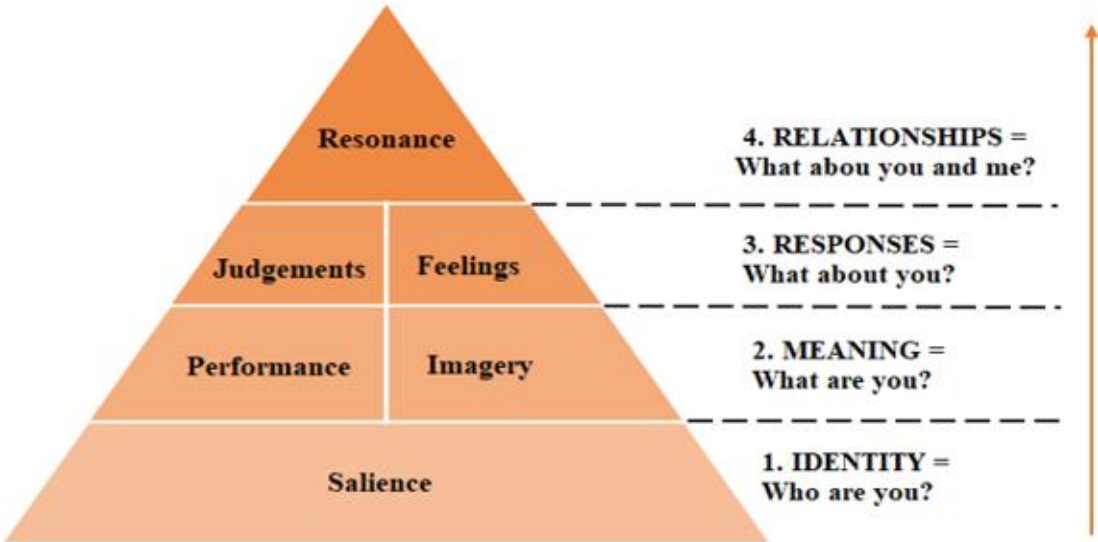 Resonance
4. RELATIONSHIPS =
What abou you and me?
Judgements
Feelings
3. RESPONSES =
What about you?
Performance
Imagery
2. MEANING =
What are you?
Salience
1. IDENTITY =
Who are you?